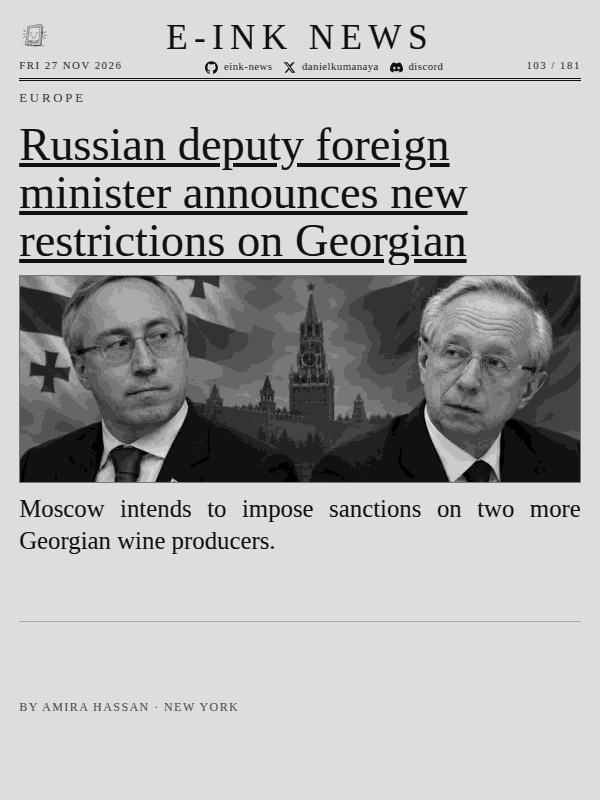 E-INK NEWS
FRI 27 NOV 2026
eink-news danielkumanaya discord
103 / 181
EUROPE
Russian deputy foreign
minister announces new
restrictions on Georgian
Moscow intends to impose sanctions on two more
Georgian wine producers.
BY AMIRA HASSAN · NEW YORK